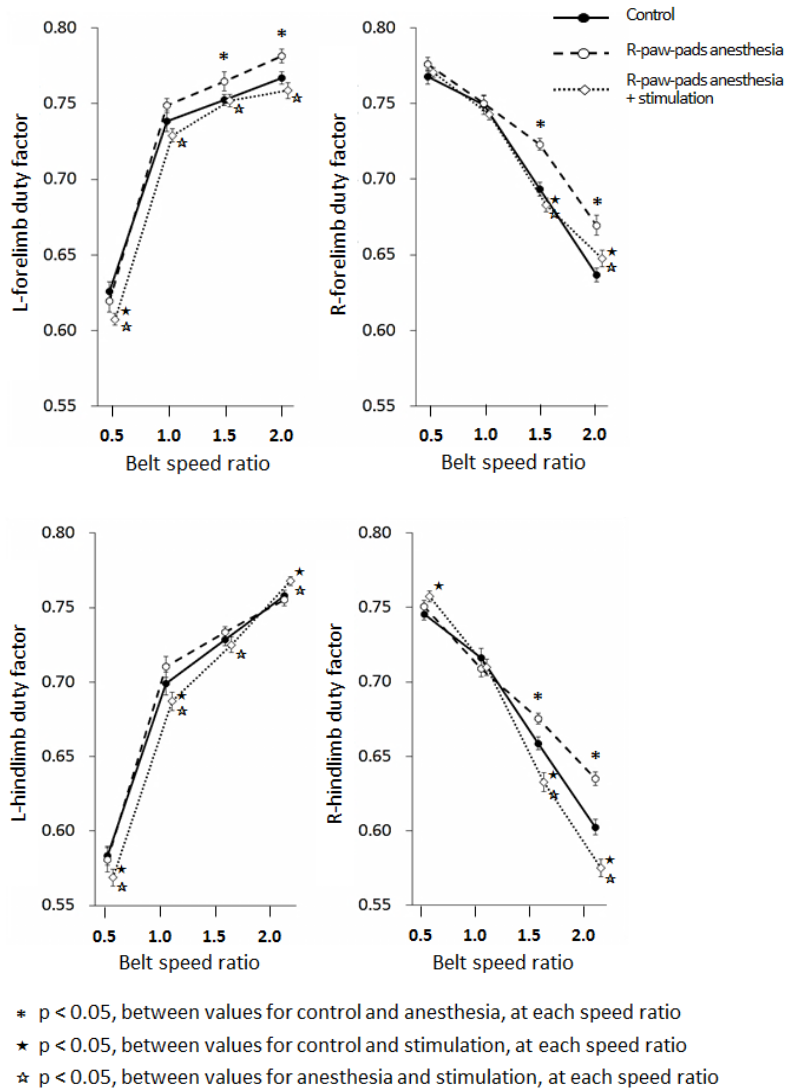 Control
R-paw-pads anesthesia
R-paw-pads anesthesia
+ stimulation
L-forelimb duty factor
0.80
0.75
0.70
0.65
0.60
0.55
0.5 1.0 1.5 2.0
Belt speed ratio
* *
★
☆ ☆ ☆ ☆
R-forelimb duty factor
0.80
0.75
0.70
0.65
0.60
0.55
0.5 1.0 1.5 2.0
Belt speed ratio
* *
★ ★
☆ ☆
L-hindlimb duty factor
0.80
0.75
0.70
0.65
0.60
0.55
0.5 1.0 1.5 2.0
Belt speed ratio
★ ★ ★
☆ ☆ ☆ ☆
R-hindlimb duty factor
0.80
0.75
0.70
0.65
0.60
0.55
0.5 1.0 1.5 2.0
Belt speed ratio
* *
★ ★ ★
☆ ☆
* p < 0.05, between values for control and anesthesia, at each speed ratio
★ p < 0.05, between values for control and stimulation, at each speed ratio
☆ p < 0.05, between values for anesthesia and stimulation, at each speed ratio